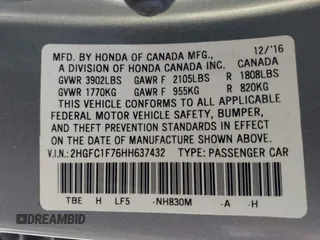 MFD. BY HONDA OF CANADA MFG.,
A DIVISION OF HONDA CANADA INC.
12/'16
CANADA
GVWR 3902LBS GAWR F 2105LBS R 1808LBS
GVWR 1770KG GAWR F 955KG R 820KG
THIS VEHICLE CONFORMS TO ALL APPLICABLE
FEDERAL MOTOR VEHICLE SAFETY, BUMPER,
AND THEFT PREVENTION STANDARDS IN EFFECT
ON THE DATE OF MANUFACTURE SHOWN ABOVE.
V.I.N.: 2HGFC1F76HH637432 TYPE: PASSENGER CAR
TBE H LF5 -NH830M -A -H
DREAMBID